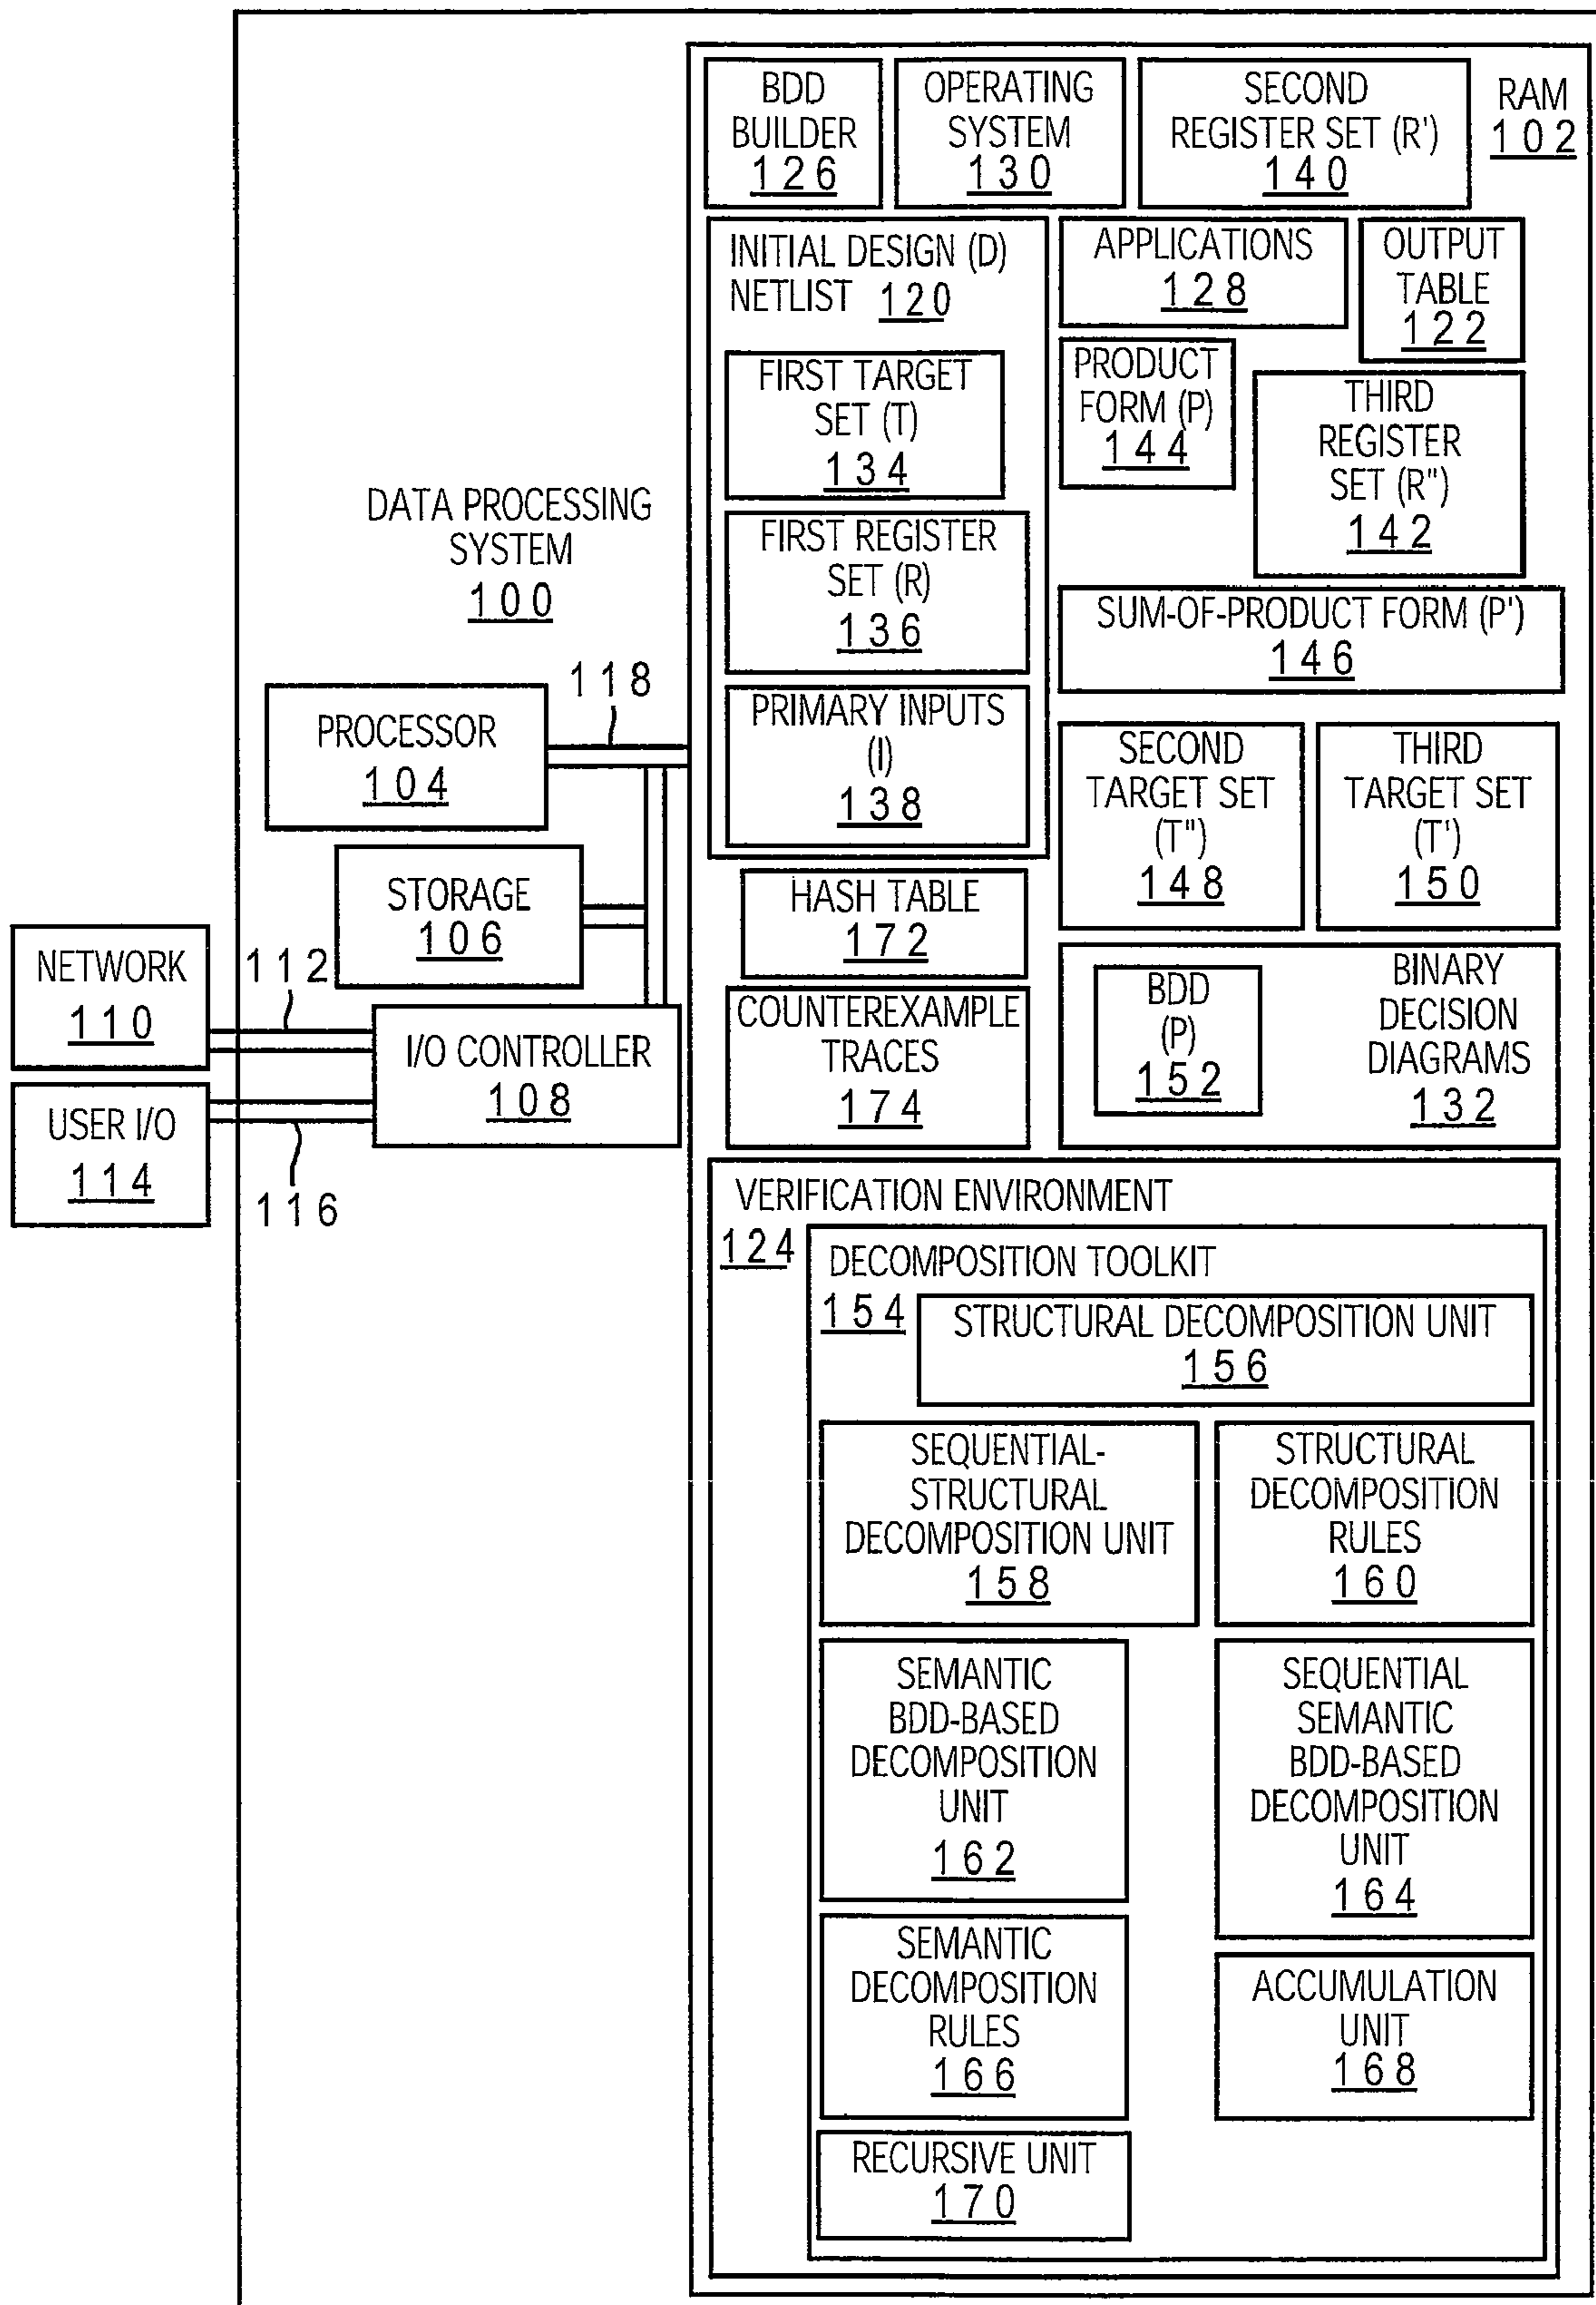 BDD
BUILDER
126
OPERATING
SYSTEM
130
SECOND
REGISTER SET (R')
140
RAM
102
INITIAL DESIGN (D)
NETLIST 120
APPLICATIONS
128
OUTPUT
TABLE
122
FIRST TARGET
SET (T)
134
PRODUCT
FORM (P)
144
THIRD
REGISTER
SET (R")
142
DATA PROCESSING
SYSTEM
100
FIRST REGISTER
SET (R)
136
SUM-OF-PRODUCT FORM (P')
146
118
PROCESSOR
104
PRIMARY INPUTS
(I)
138
SECOND
TARGET SET
(T")
148
THIRD
TARGET SET
(T')
150
STORAGE
106
HASH TABLE
172
NETWORK
110
112
I/O CONTROLLER
108
COUNTEREXAMPLE
TRACES
174
BDD
(P)
152
BINARY
DECISION
DIAGRAMS
132
USER I/O
114
116
VERIFICATION ENVIRONMENT
124
DECOMPOSITION TOOLKIT
154
STRUCTURAL DECOMPOSITION UNIT
156
SEQUENTIAL-
STRUCTURAL
DECOMPOSITION UNIT
158
STRUCTURAL
DECOMPOSITION
RULES
160
SEMANTIC
BDD-BASED
DECOMPOSITION
UNIT
162
SEQUENTIAL
SEMANTIC
BDD-BASED
DECOMPOSITION
UNIT
164
SEMANTIC
DECOMPOSITION
RULES
166
ACCUMULATION
UNIT
168
RECURSIVE UNIT
170